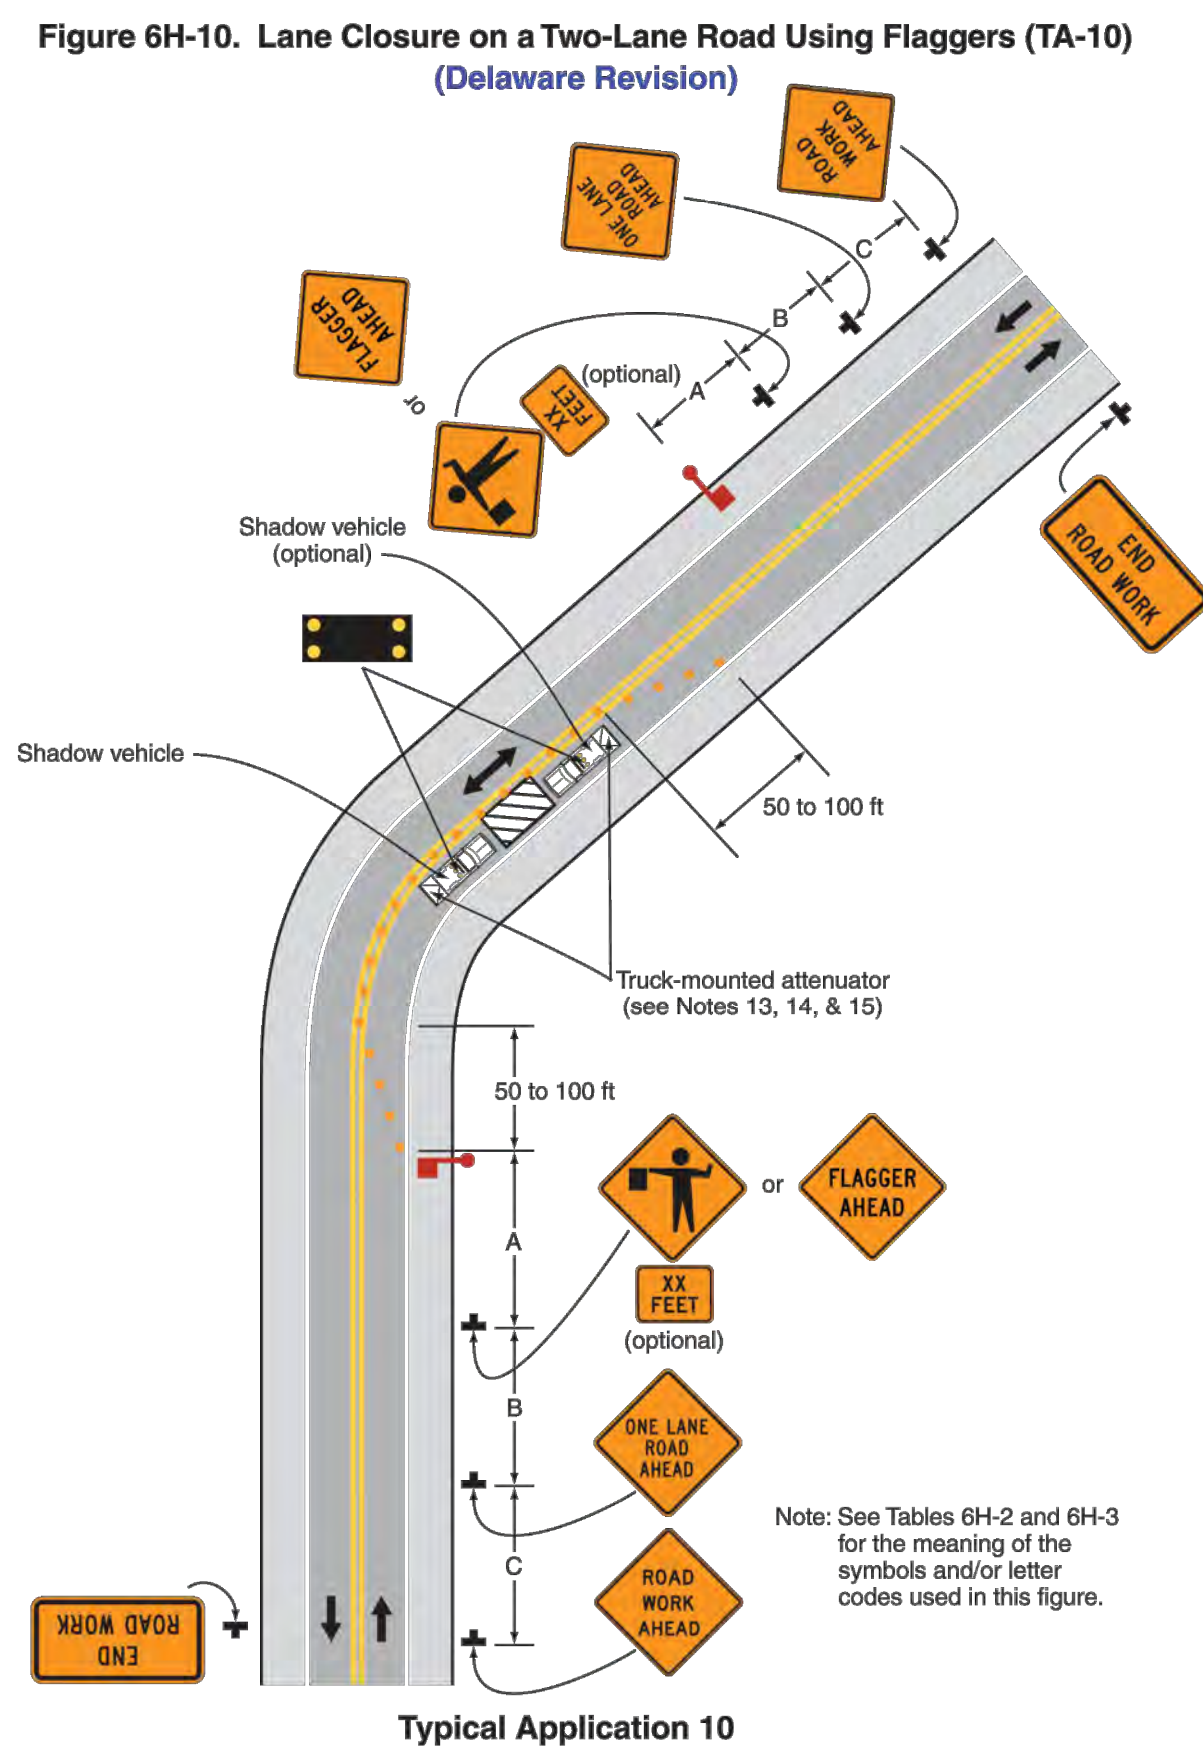 Figure 6H-10. Lane Closure on a Two-Lane Road Using Flaggers (TA-10)
(Delaware Revision)
ROAD
WORK
AHEAD
ONE LANE
ROAD
AHEAD
C
B
FLAGGER
AHEAD
or
XX
FEET
(optional)
A
END
ROAD WORK
Shadow vehicle
(optional)
Shadow vehicle
50 to 100 ft
Truck-mounted attenuator
(see Notes 13, 14, & 15)
50 to 100 ft
A
or
FLAGGER
AHEAD
XX
FEET
(optional)
B
ONE LANE
ROAD
AHEAD
C
ROAD
WORK
AHEAD
Note: See Tables 6H-2 and 6H-3
for the meaning of the
symbols and/or letter
codes used in this figure.
END
ROAD WORK
Typical Application 10